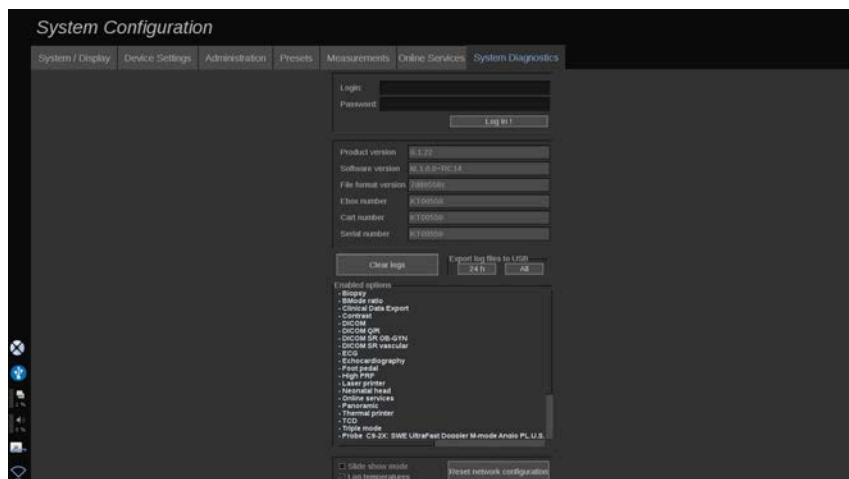 System Configuration
System / Display Device Settings Administration Presets Measurements Online Services System Diagnostics
Login:
Password:
Log in !
Product version
Software version
File format version
Ebox number
Cart number
Serial number
Clear logs
Export log files to USB
24 h All
Enabled options
- Biopsy
- BMode ratio
- Clinical Data Export
- Contrast
- DICOM
- DICOM Q/R
- DICOM SR OB-GYN
- DICOM SR vascular
- ECG
- Echocardiography
- Foot pedal
- High PRF
- Laser printer
- Neonatal head
- Online services
- Panoramic
- Thermal printer
- TCD
- Triple mode
- Probe C9-2X: SWE UltraFast Doppler M-mode Angio PL.U.S.
Slide show mode
Log temperatures
Reset network configuration